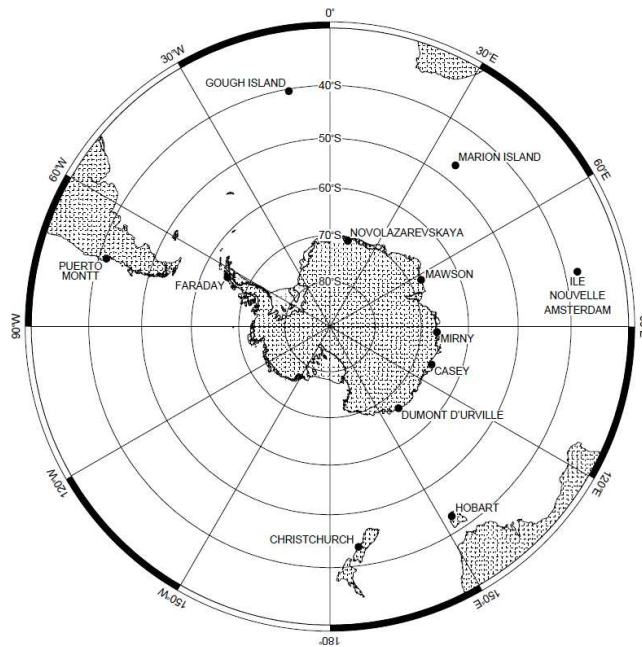 0°
30°W
30°E
GOUGH ISLAND
40°S
50°S
MARION ISLAND
60°W
60°E
60°S
70°S
NOVOLAZAREVSKAYA
PUERTO
MONTT
FARADAY
80°S
MAWSON
ILE
NOUVELLE
AMSTERDAM
90°W
MIRNY
CASEY
DUMONT D'URVILLE
120°W
120°E
HOBART
CHRISTCHURCH
150°W
150°E
180°